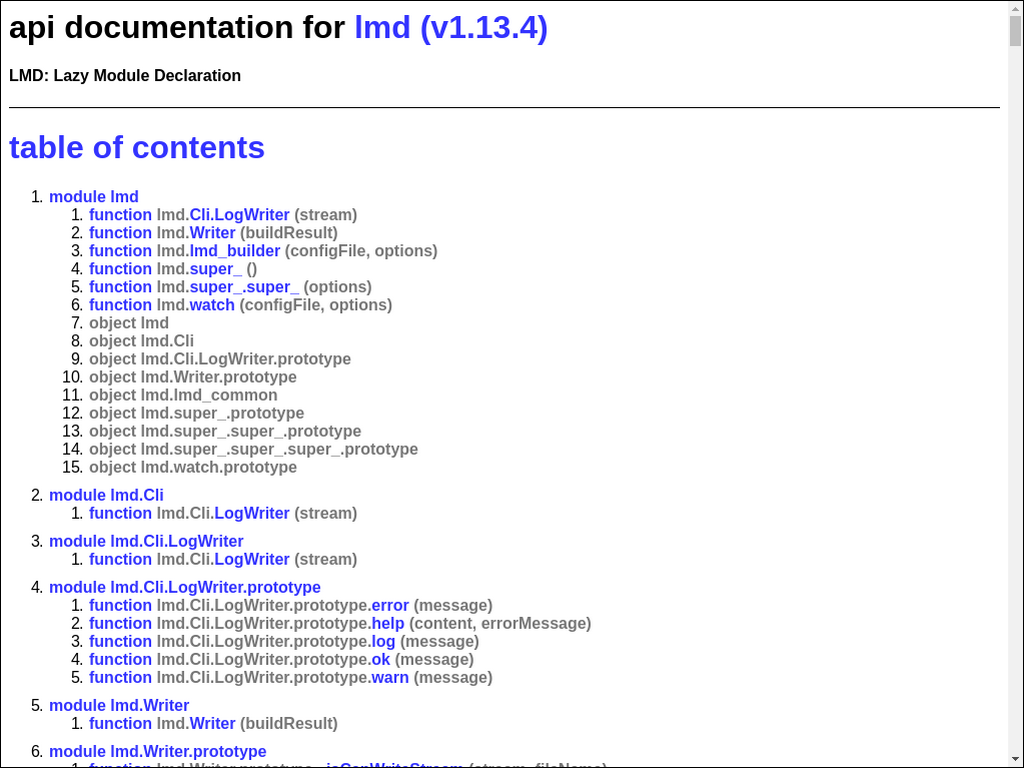 api documentation for lmd (v1.13.4)
LMD: Lazy Module Declaration
table of contents
1. module lmd
1. function lmd.Cli.LogWriter (stream)
2. function lmd.Writer (buildResult)
3. function lmd.lmd_builder (configFile, options)
4. function lmd.super_ ()
5. function lmd.super_.super_ (options)
6. function lmd.watch (configFile, options)
7. object lmd
8. object lmd.Cli
9. object lmd.Cli.LogWriter.prototype
10. object lmd.Writer.prototype
11. object lmd.lmd_common
12. object lmd.super_.prototype
13. object lmd.super_.super_.prototype
14. object lmd.super_.super_.super_.prototype
15. object lmd.watch.prototype
2. module lmd.Cli
1. function lmd.Cli.LogWriter (stream)
3. module lmd.Cli.LogWriter
1. function lmd.Cli.LogWriter (stream)
4. module lmd.Cli.LogWriter.prototype
1. function lmd.Cli.LogWriter.prototype.error (message)
2. function lmd.Cli.LogWriter.prototype.help (content, errorMessage)
3. function lmd.Cli.LogWriter.prototype.log (message)
4. function lmd.Cli.LogWriter.prototype.ok (message)
5. function lmd.Cli.LogWriter.prototype.warn (message)
5. module lmd.Writer
1. function lmd.Writer (buildResult)
6. module lmd.Writer.prototype